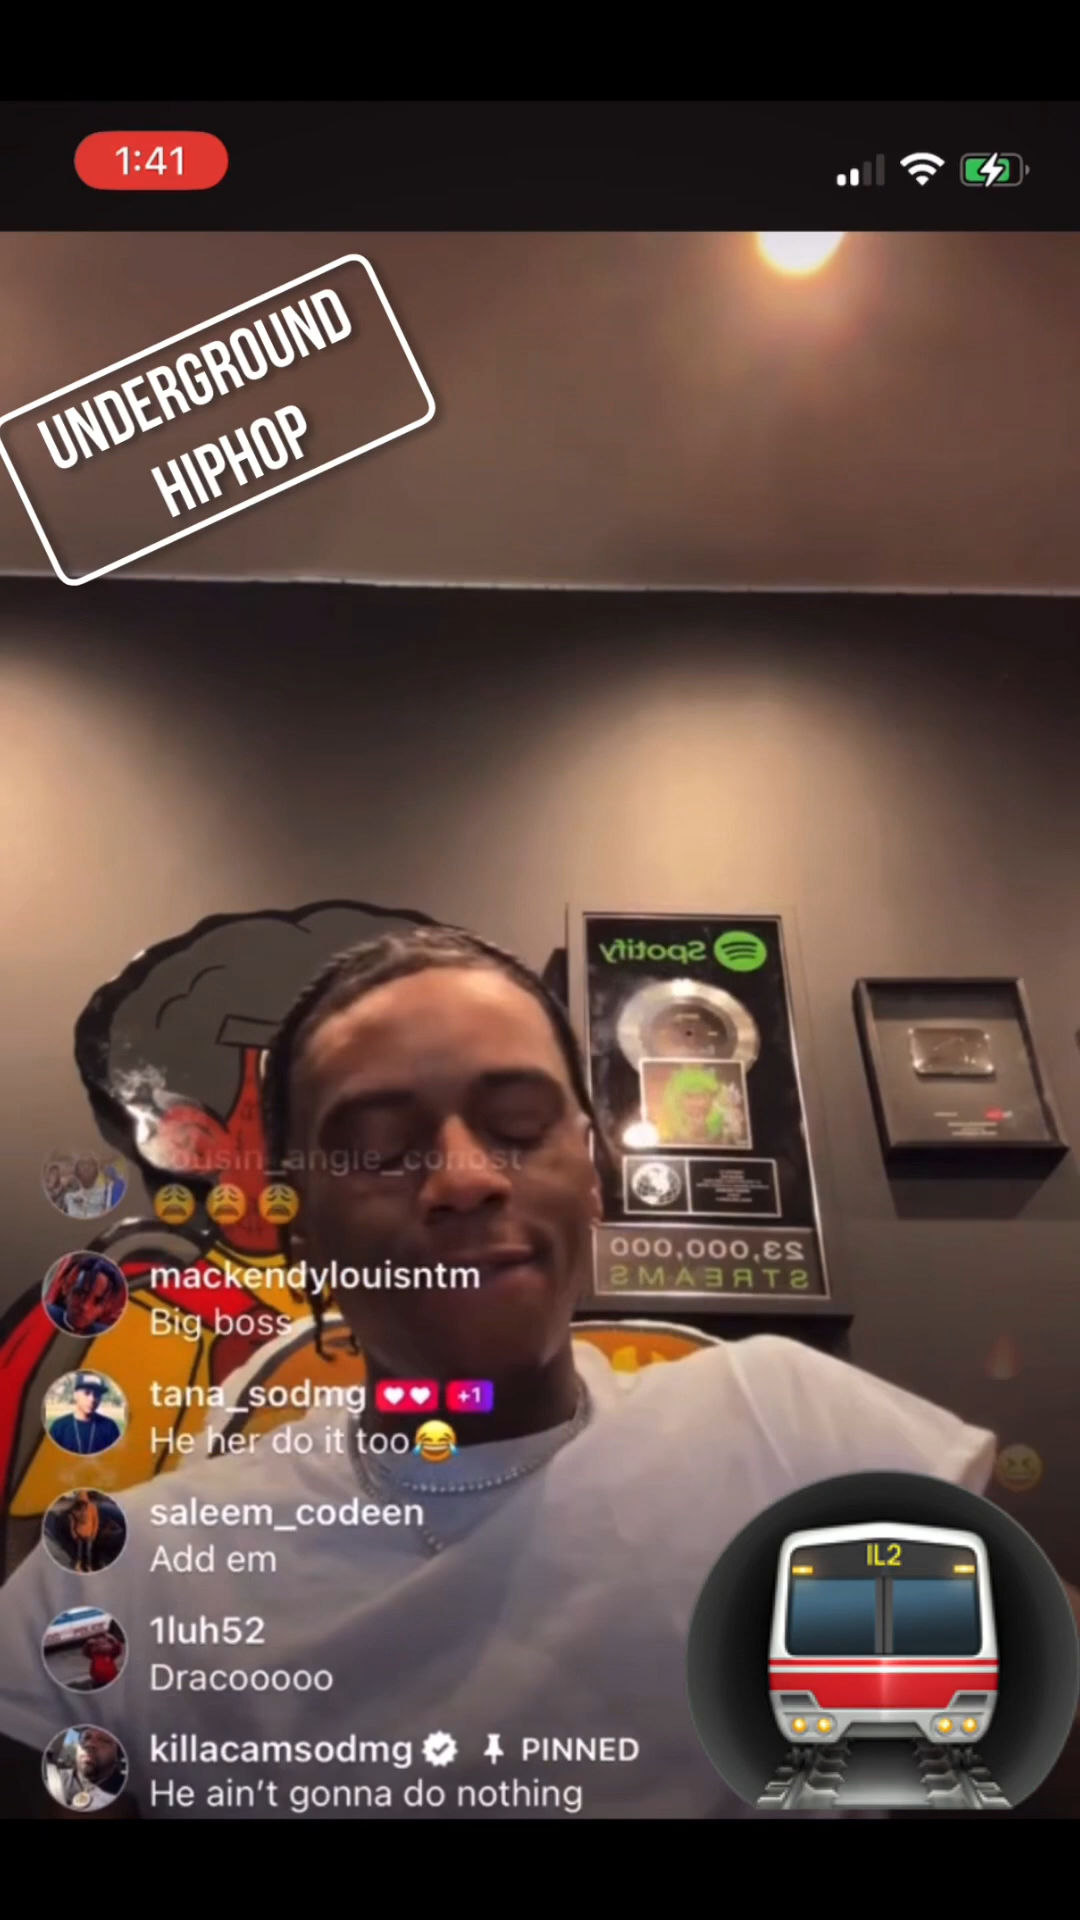 1:41
UNDERGROUND
HIPHOP
Spotify
23,000,000
STREAMS
😩😩😩
mackendylouisntm
Big boss
tana_sodmg +1
He her do it too😂
saleem_codeen
Add em
1luh52
Dracooooo
killacamsodmg PINNED
He ain't gonna do nothing
IL2